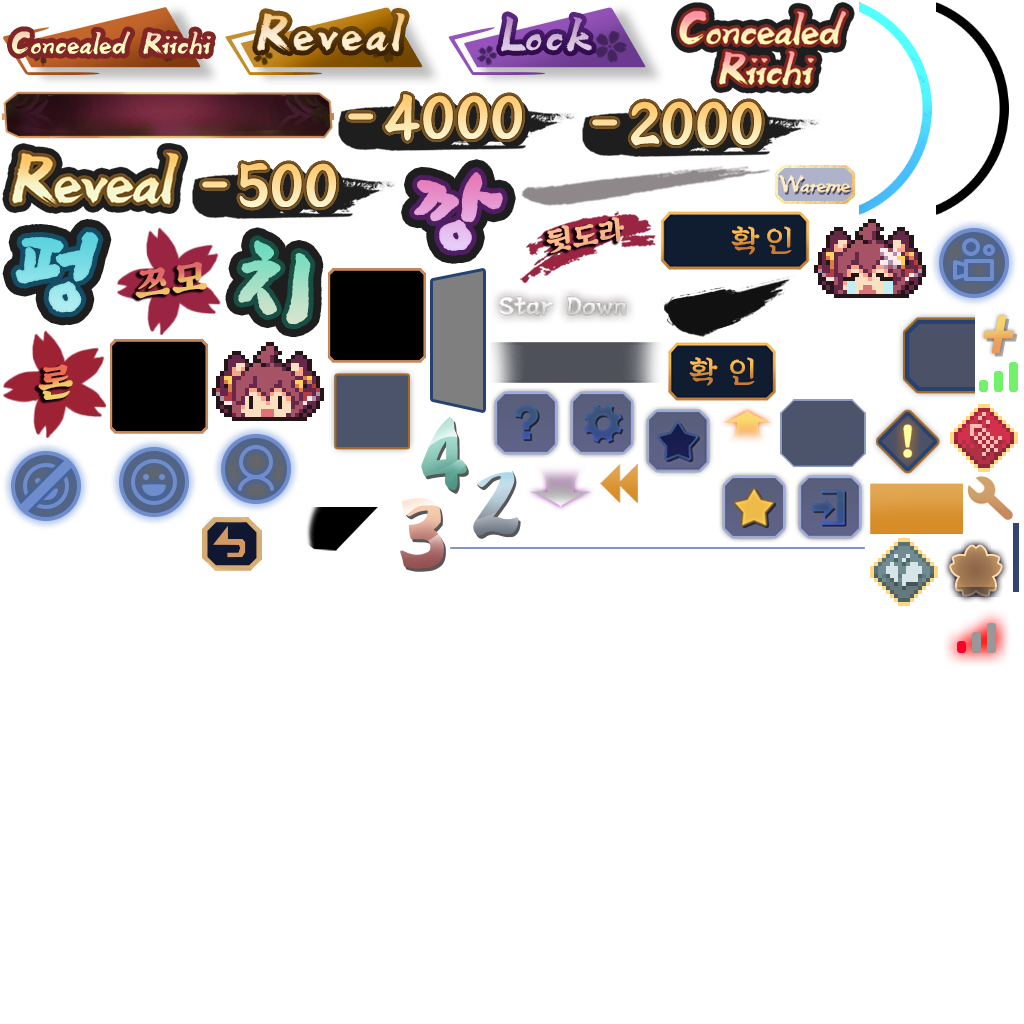 Concealed Riichi
Reveal
Lock
Concealed
Riichi
-4000
-2000
Reveal
-500
깡
Wareme
펑
쯔모
치
뒷도라
확인
Star Down
론
확인
?
!
4
2
3